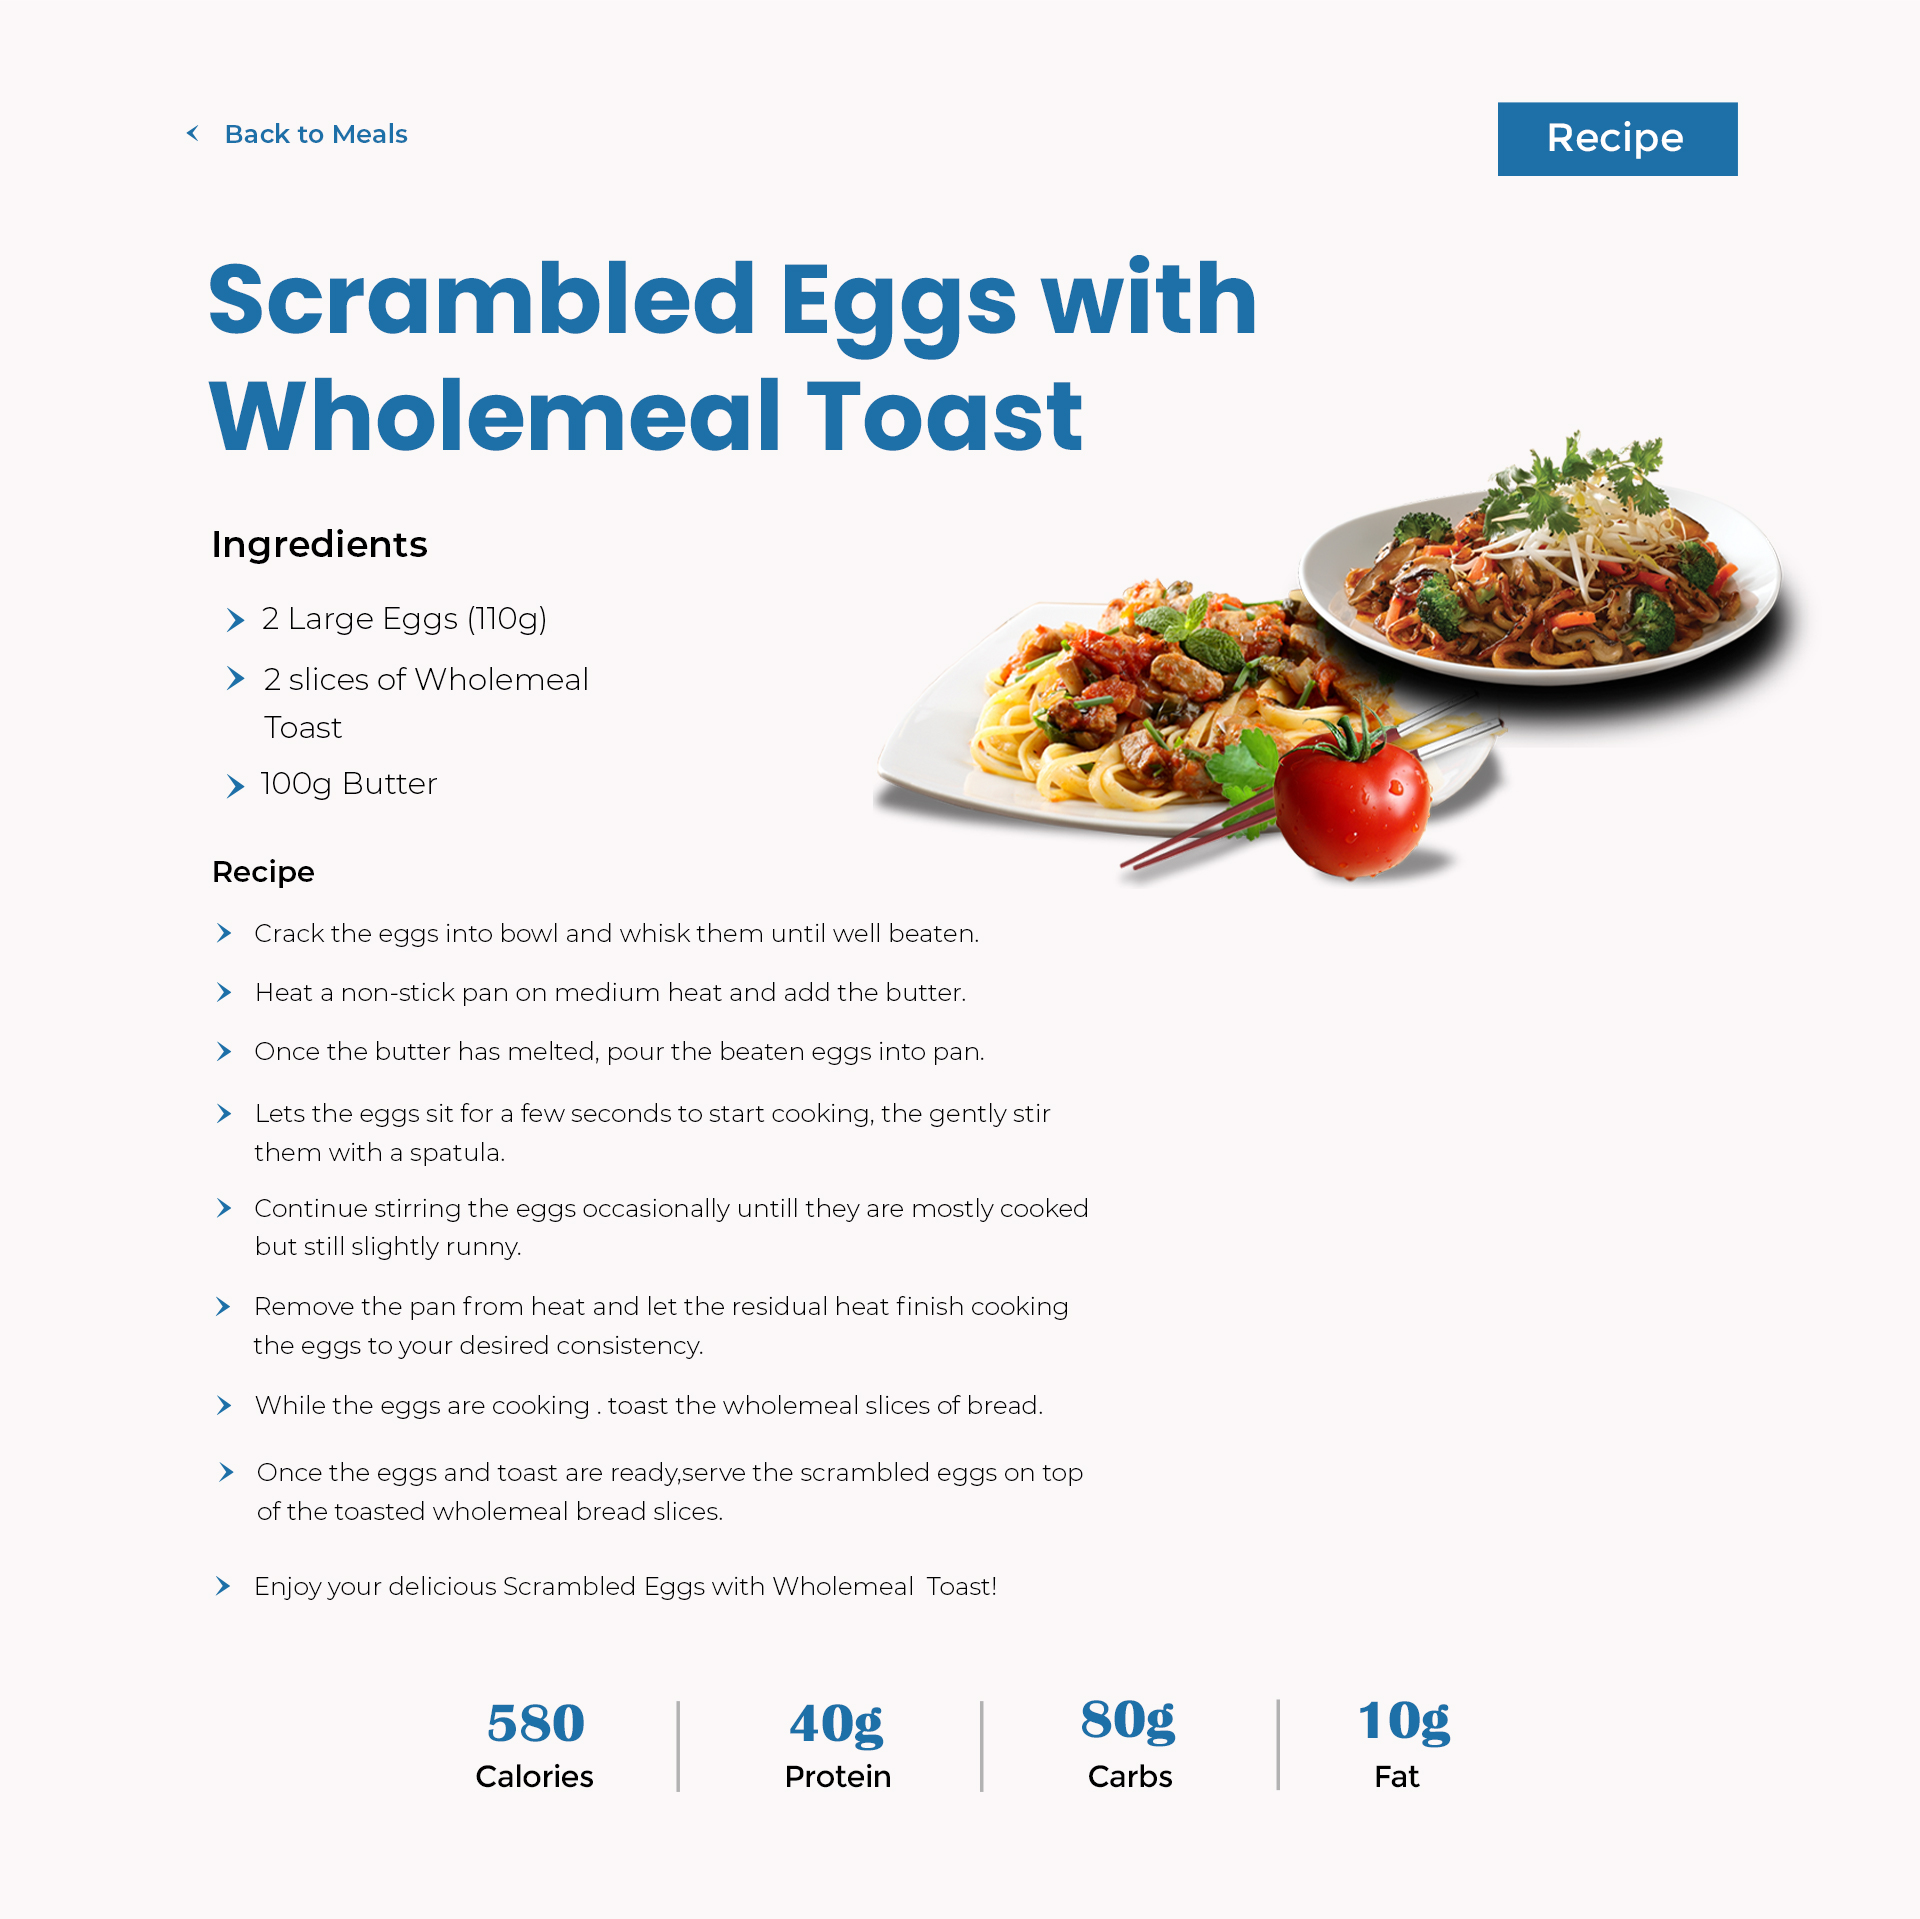 Back to Meals
Recipe
Scrambled Eggs with
Wholemeal Toast
Ingredients
2 Large Eggs (110g)
2 slices of Wholemeal
Toast
100g Butter
Recipe
Crack the eggs into bowl and whisk them until well beaten.
Heat a non-stick pan on medium heat and add the butter.
Once the butter has melted, pour the beaten eggs into pan.
Lets the eggs sit for a few seconds to start cooking, the gently stir
them with a spatula.
Continue stirring the eggs occasionally untill they are mostly cooked
but still slightly runny.
Remove the pan from heat and let the residual heat finish cooking
the eggs to your desired consistency.
While the eggs are cooking . toast the wholemeal slices of bread.
Once the eggs and toast are ready,serve the scrambled eggs on top
of the toasted wholemeal bread slices.
Enjoy your delicious Scrambled Eggs with Wholemeal  Toast!
580 40g 80g 10g
Calories Protein Carbs Fat